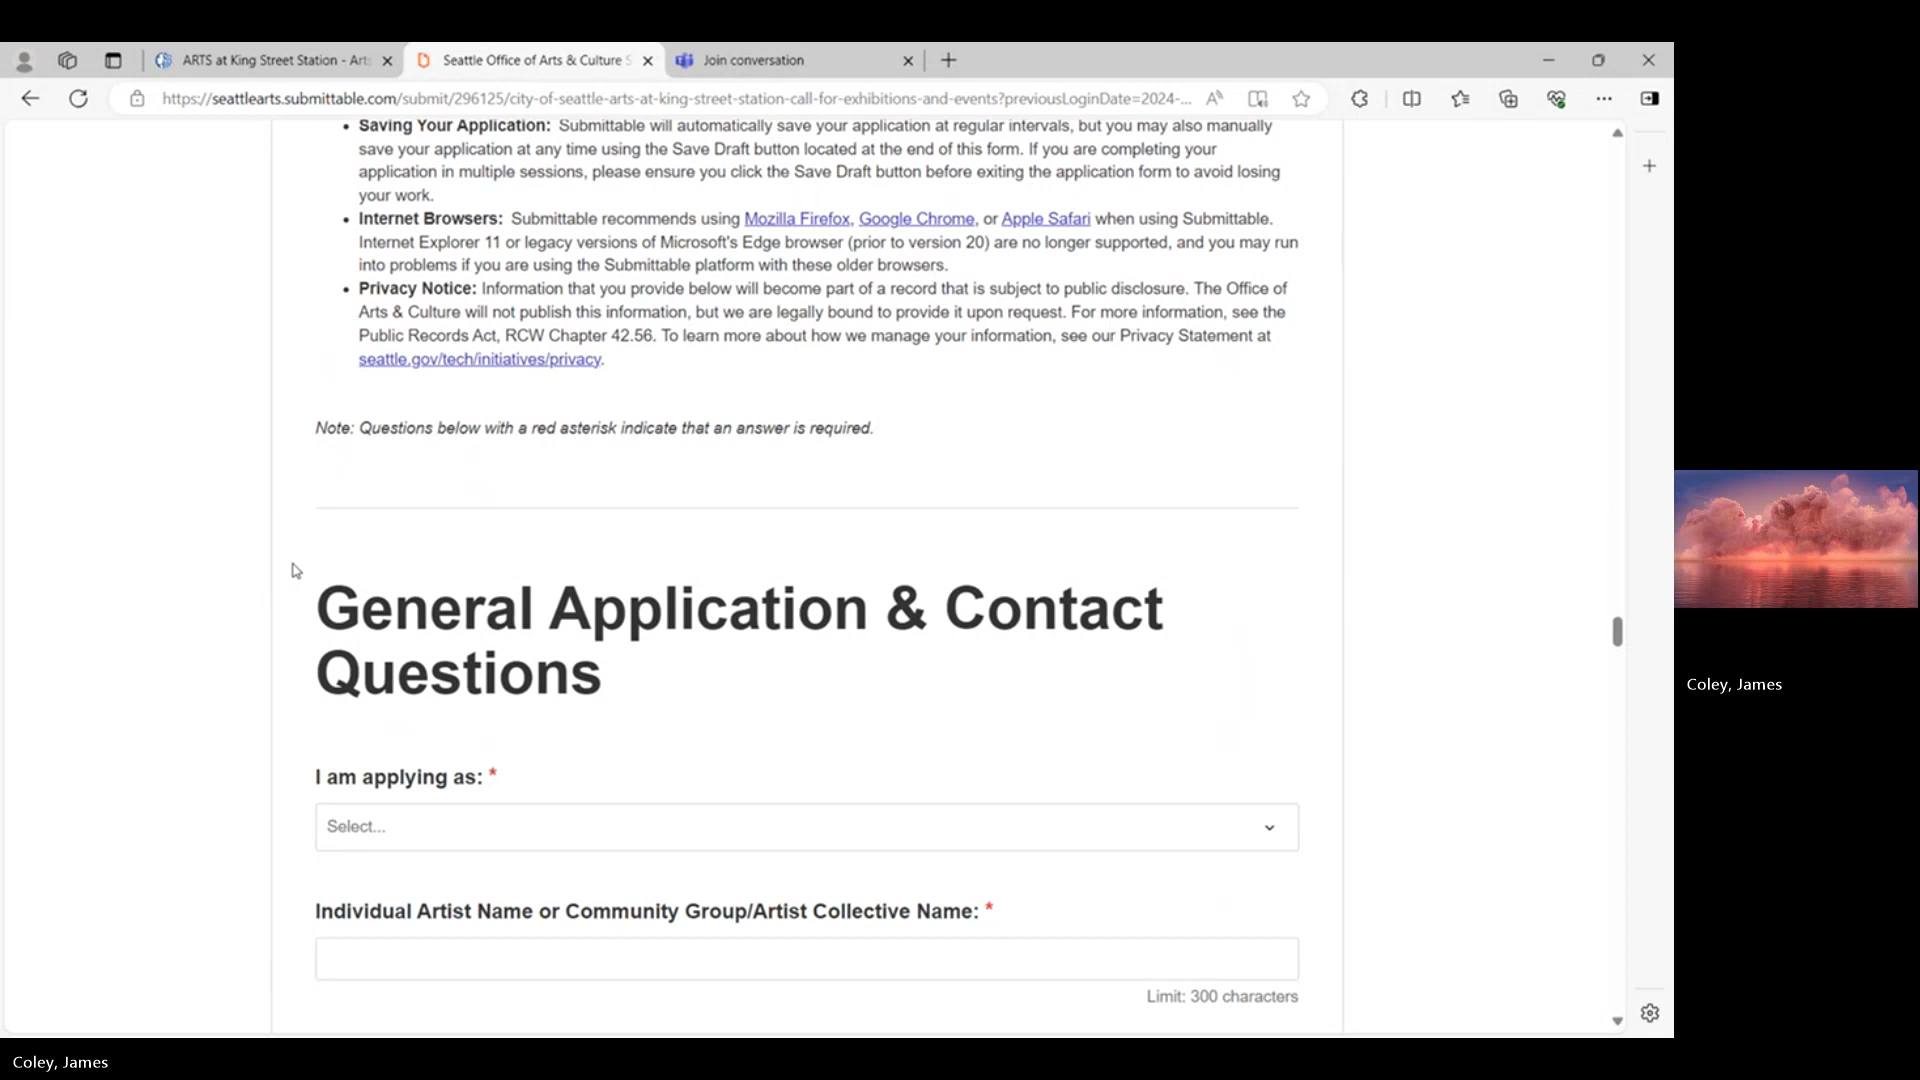 ARTS at King Street Station - Arts
Seattle Office of Arts & Culture S
Join conversation
https://seattlearts.submittable.com/submit/296125/city-of-seattle-arts-at-king-street-station-call-for-exhibitions-and-events?previousLoginDate=2024-...
Saving Your Application: Submittable will automatically save your application at regular intervals, but you may also manually
save your application at any time using the Save Draft button located at the end of this form. If you are completing your
application in multiple sessions, please ensure you click the Save Draft button before exiting the application form to avoid losing
your work.
Internet Browsers: Submittable recommends using Mozilla Firefox, Google Chrome, or Apple Safari when using Submittable.
Internet Explorer 11 or legacy versions of Microsoft's Edge browser (prior to version 20) are no longer supported, and you may run
into problems if you are using the Submittable platform with these older browsers.
Privacy Notice: Information that you provide below will become part of a record that is subject to public disclosure. The Office of
Arts & Culture will not publish this information, but we are legally bound to provide it upon request. For more information, see the
Public Records Act, RCW Chapter 42.56. To learn more about how we manage your information, see our Privacy Statement at
seattle.gov/tech/initiatives/privacy.
Note: Questions below with a red asterisk indicate that an answer is required.
General Application & Contact
Questions
I am applying as: *
Select...
Individual Artist Name or Community Group/Artist Collective Name: *
Limit: 300 characters
Coley, James
Coley, James